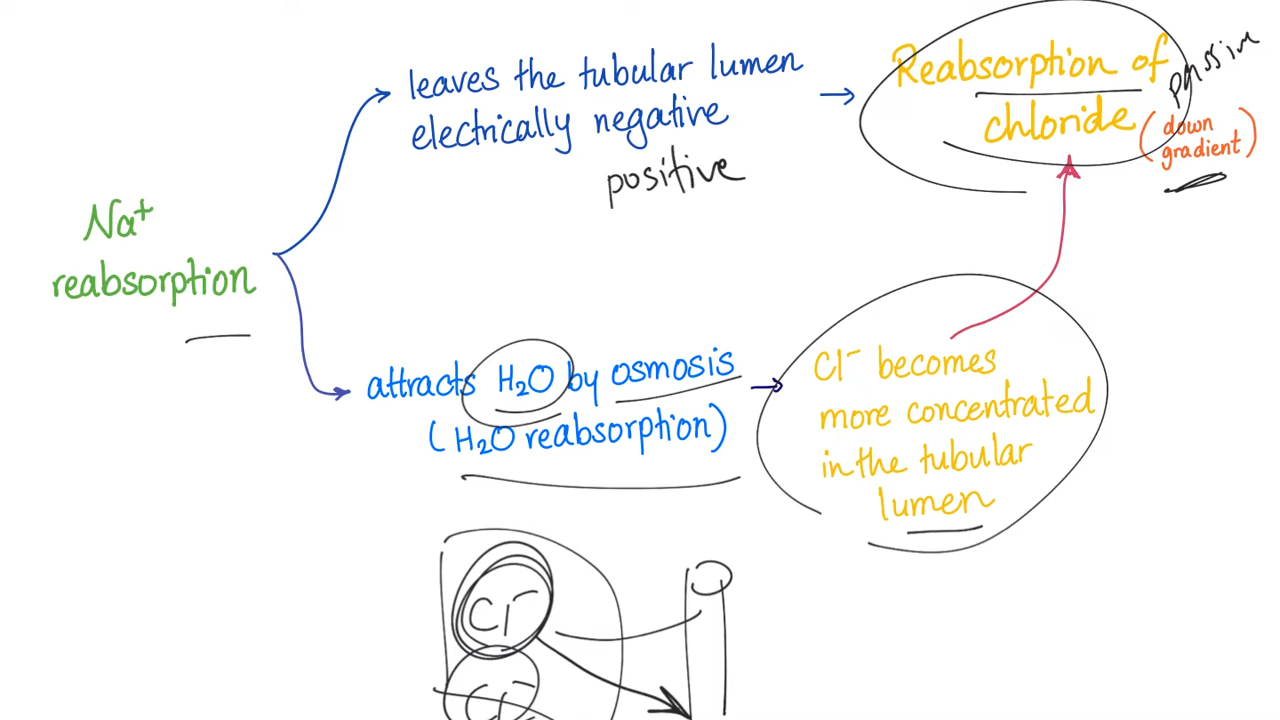 Na+
reabsorption
leaves the tubular lumen
electrically negative
positive
Reabsorption of
chloride
passive
(down
gradient)
attracts H₂O by osmosis
(H₂O reabsorption)
Cl⁻ becomes
more concentrated
in the tubular
lumen
Cl⁻
Cl⁻